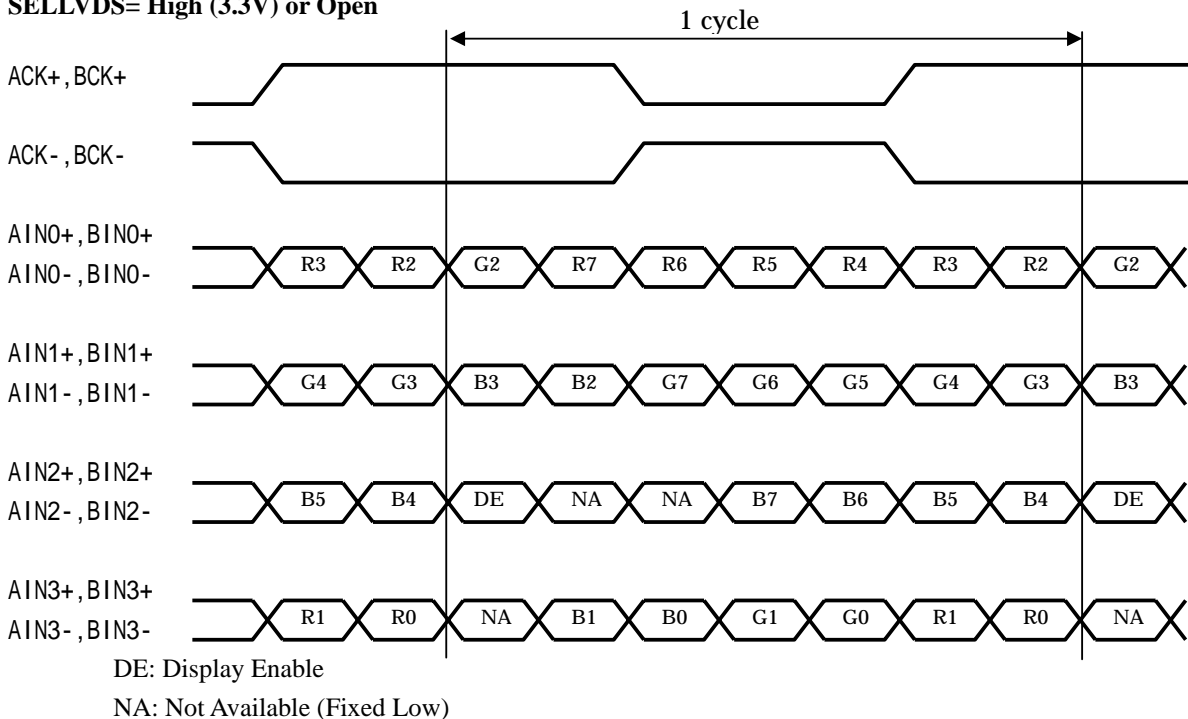 SELLVDS= High (3.3V) or Open
1 cycle
ACK+,BCK+
ACK-,BCK-
AIN0+,BIN0+
R3 R2 G2 R7 R6 R5 R4 R3 R2 G2
AIN0-,BIN0-
AIN1+,BIN1+
G4 G3 B3 B2 G7 G6 G5 G4 G3 B3
AIN1-,BIN1-
AIN2+,BIN2+
B5 B4 DE NA NA B7 B6 B5 B4 DE
AIN2-,BIN2-
AIN3+,BIN3+
R1 R0 NA B1 B0 G1 G0 R1 R0 NA
AIN3-,BIN3-
DE: Display Enable
NA: Not Available (Fixed Low)